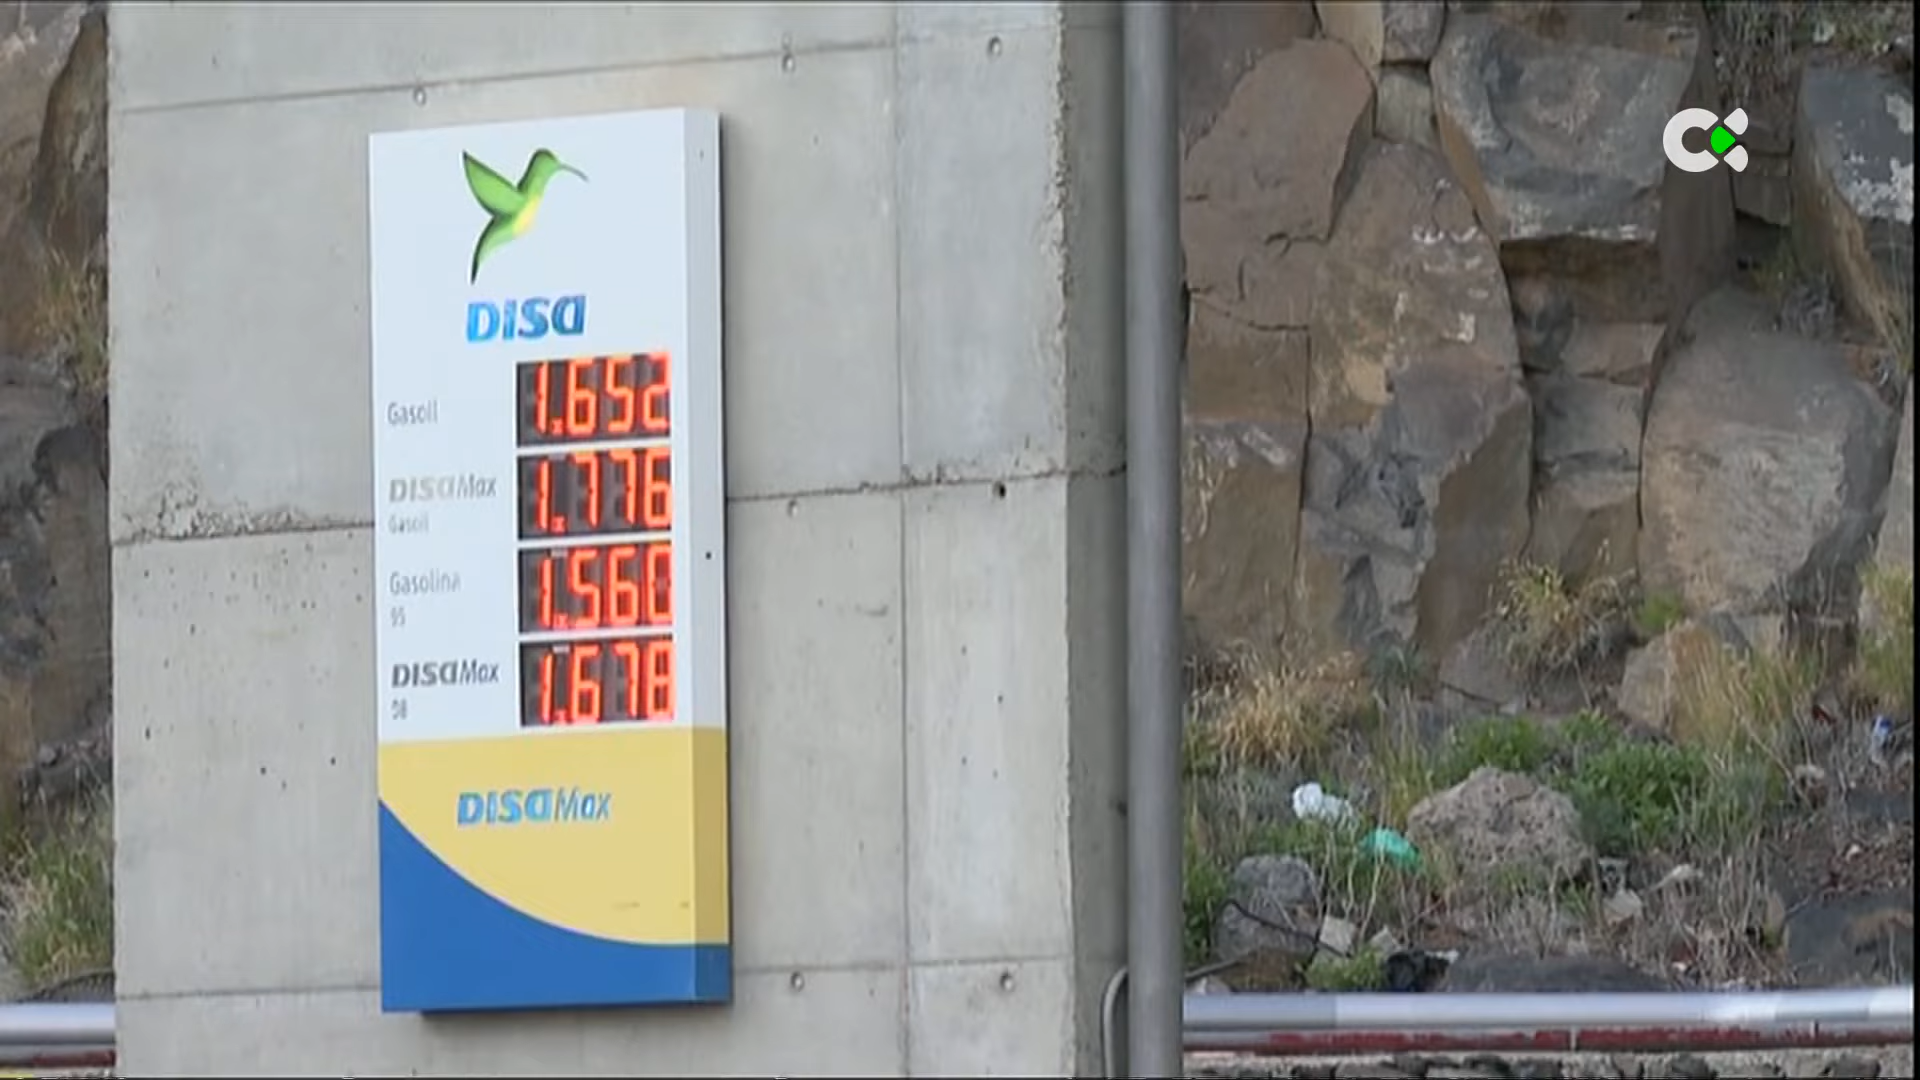 DISA
Gasoil 1.652
DISAMax 1.776
Gasoil
Gasolina 1.560
95
DISAMax 1.678
98
DISAMax